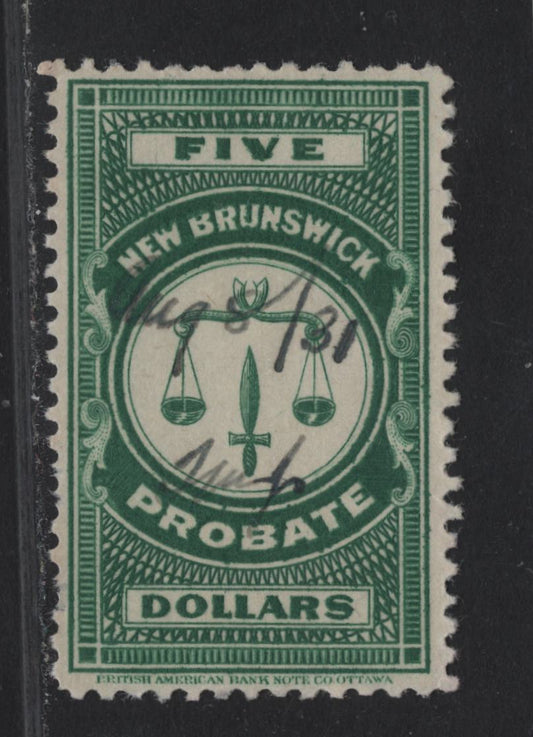 FIVE
NEW BRUNSWICK
Aug 8/31
PROBATE
DOLLARS
BRITISH AMERICAN BANK NOTE CO. OTTAWA